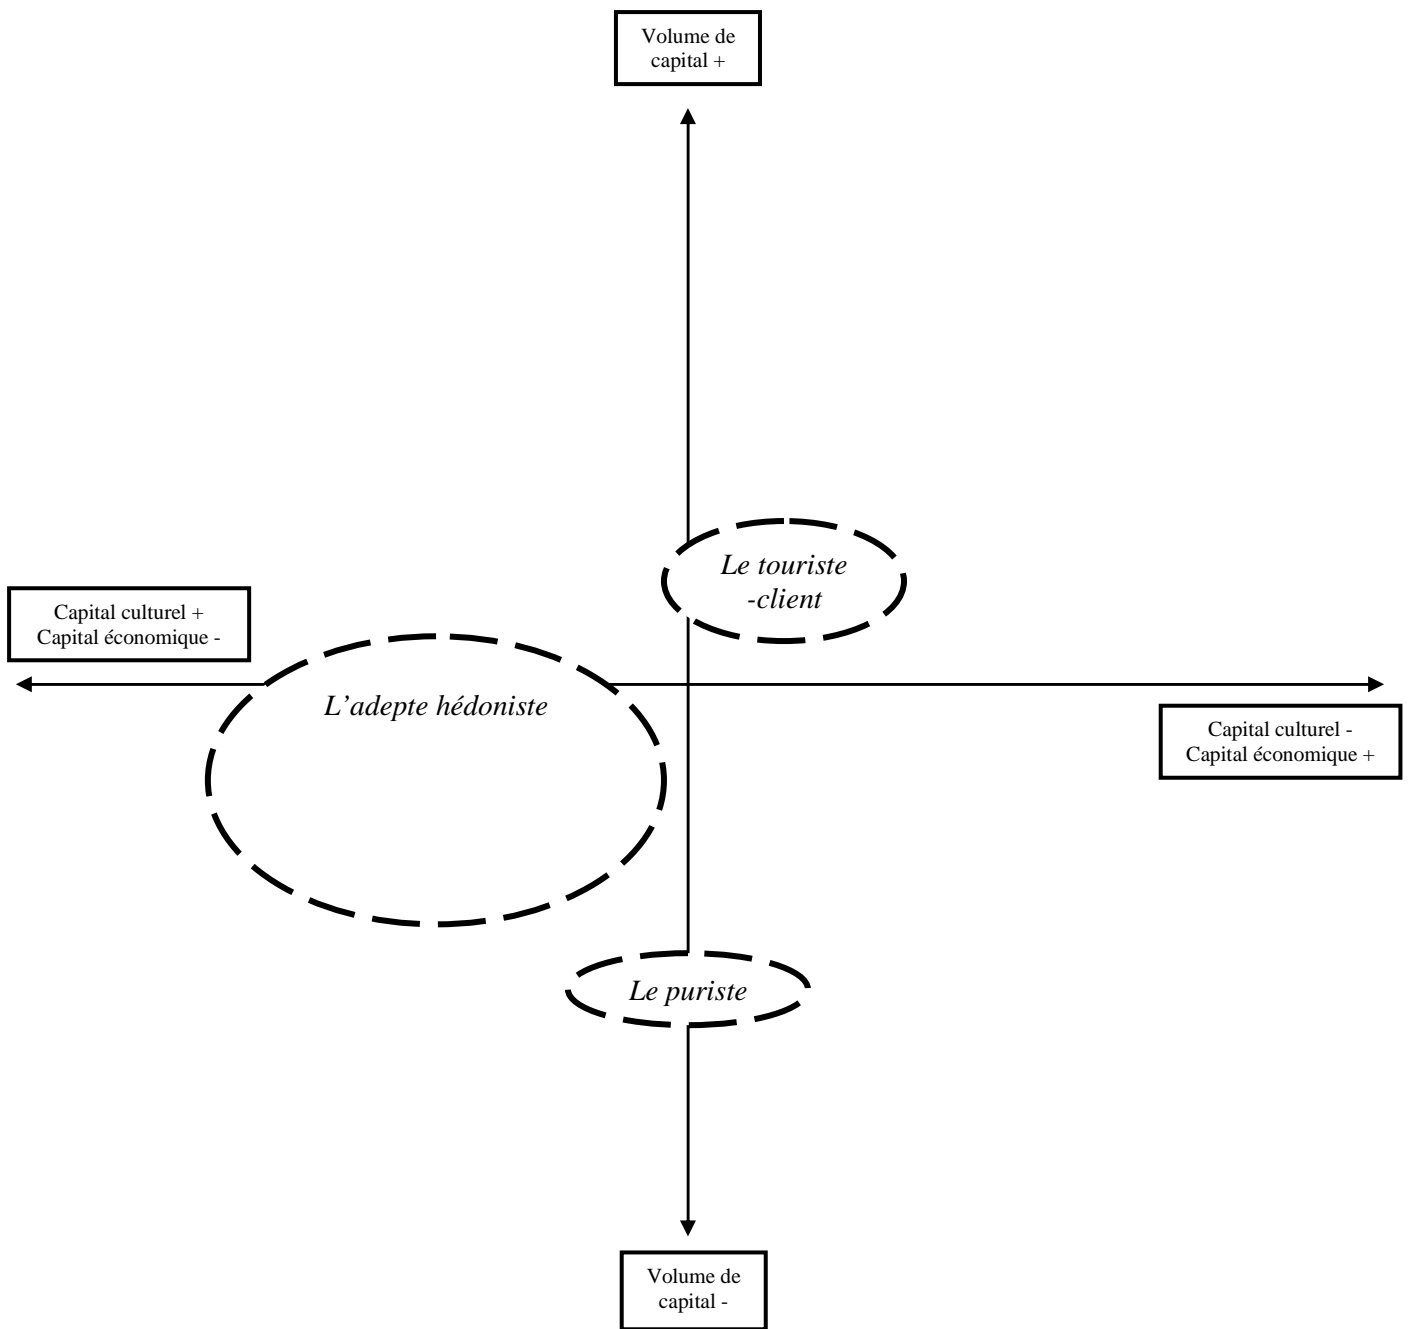 Volume de
capital +
Le touriste
-client
Capital culturel +
Capital économique -
L’adepte hédoniste
Capital culturel -
Capital économique +
Le puriste
Volume de
capital -